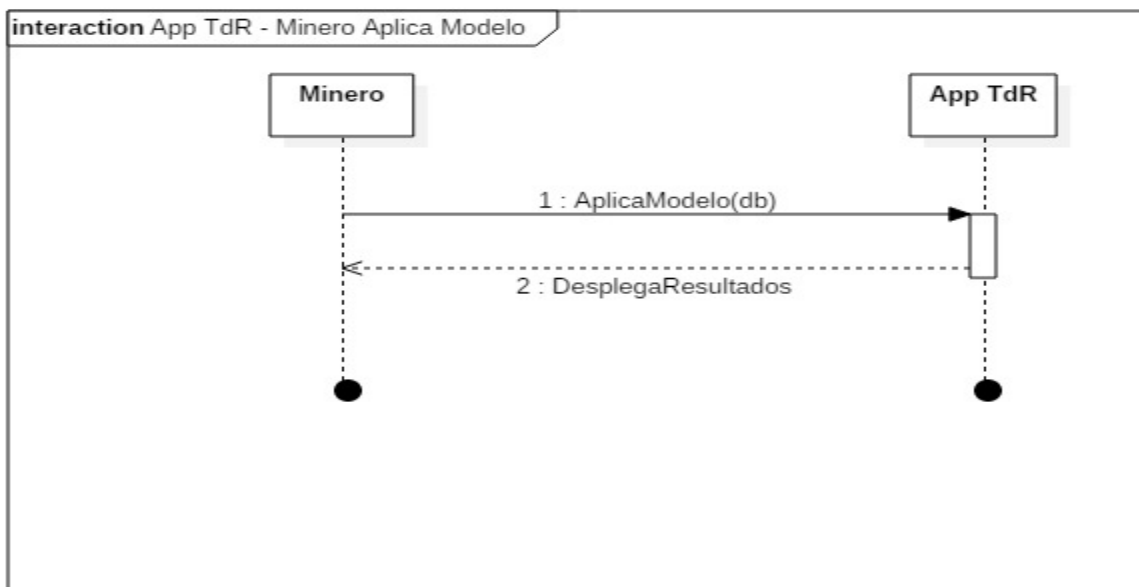 interaction App TdR - Minero Aplica Modelo
Minero
App TdR
1 : AplicaModelo(db)
2 : DesplegaResultados